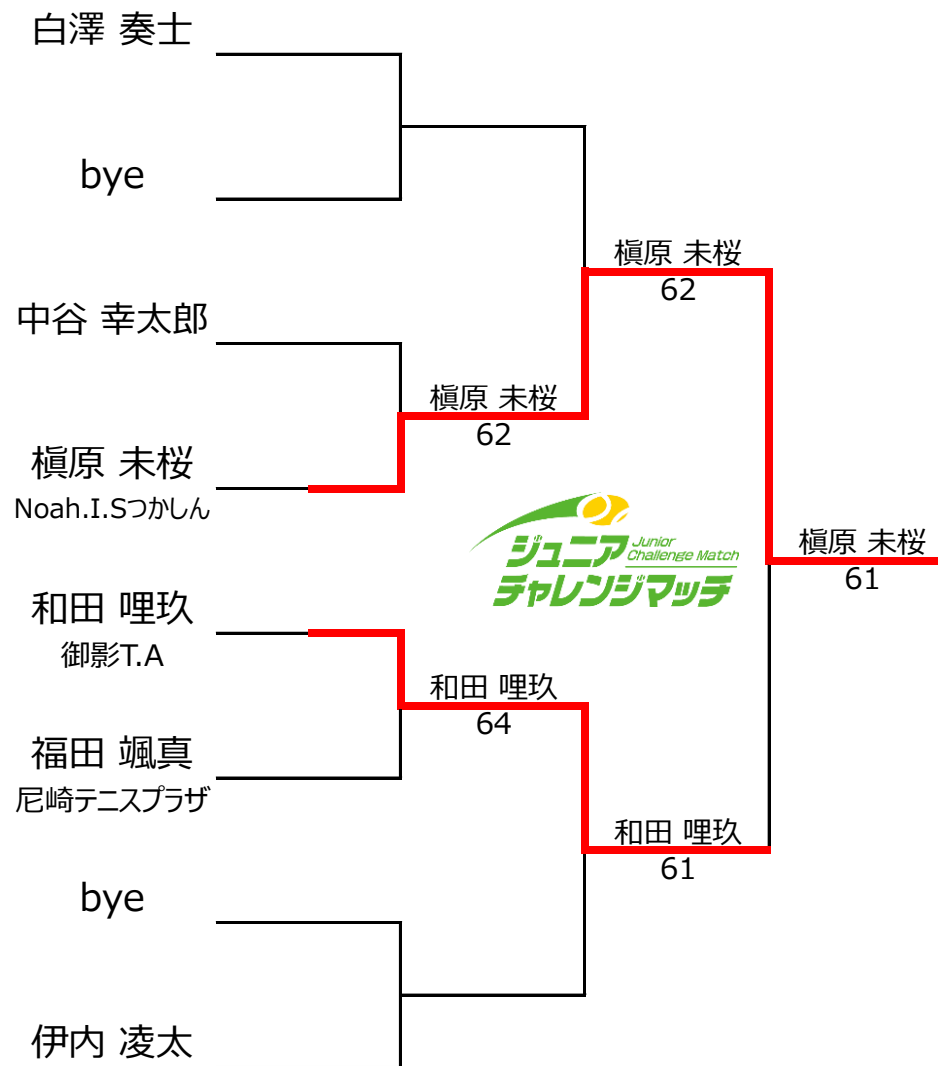 白澤 奏士
bye
槇原 未桜
62
中谷 幸太郎
槇原 未桜
62
槇原 未桜
Noah.I.Sつかしん
ジュニア
Junior
Challenge Match
チャレンジマッチ
槇原 未桜
61
和田 哩玖
御影T.A
和田 哩玖
64
福田 颯真
尼崎テニスプラザ
和田 哩玖
61
bye
伊内 凌太